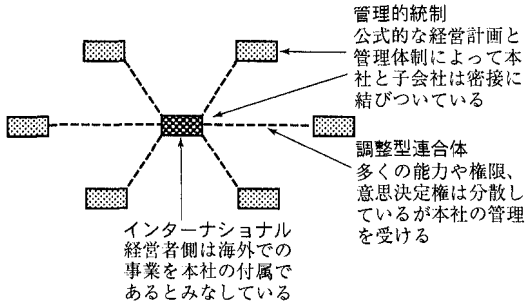 管理的統制
公式的な経営計画と
管理体制によって本
社と子会社は密接に
結びついている
調整型連合体
多くの能力や権限、
意思決定権は分散し
ているが本社の管理
を受ける
インターナショナル
経営者側は海外での
事業を本社の付属で
あるとみなしている